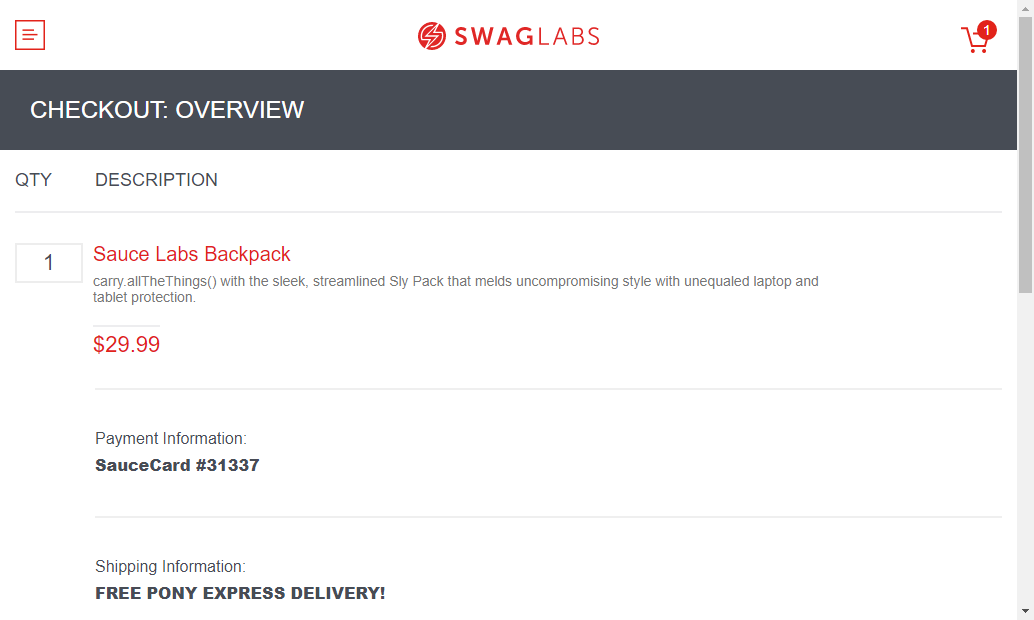 SWAGLABS
1
CHECKOUT: OVERVIEW
QTY DESCRIPTION
1
Sauce Labs Backpack
carry.allTheThings() with the sleek, streamlined Sly Pack that melds uncompromising style with unequaled laptop and
tablet protection.
$29.99
Payment Information:
SauceCard #31337
Shipping Information:
FREE PONY EXPRESS DELIVERY!